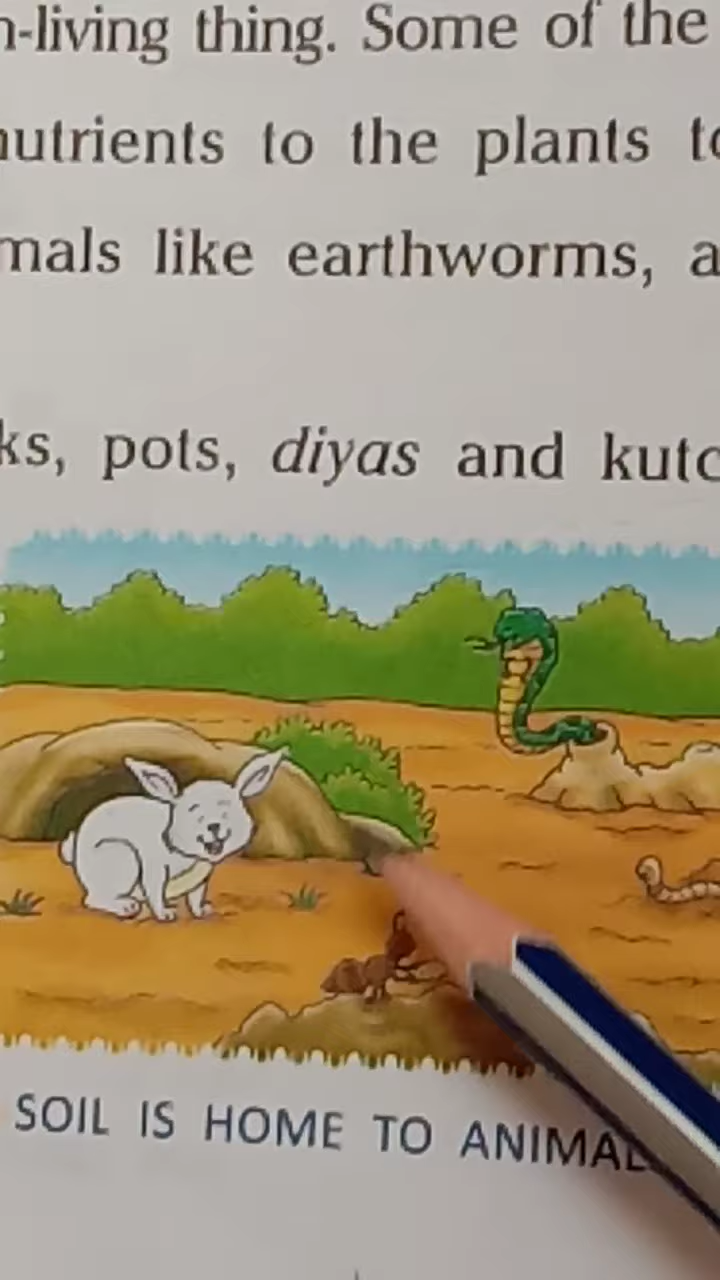 n-living thing. Some of the
nutrients to the plants to
mals like earthworms, a
ks, pots, diyas and kutc
SOIL IS HOME TO ANIMAL